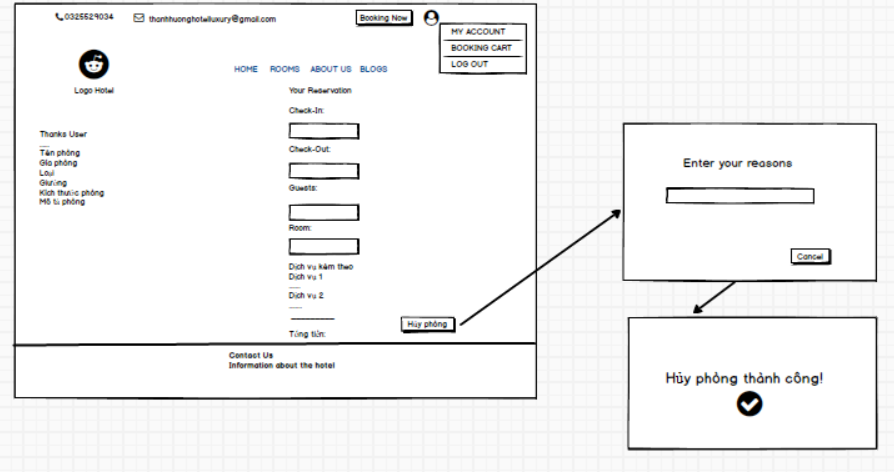 0325529034
thanhhuonghotelluxury@gmail.com
Booking Now
MY ACCOUNT
BOOKING CART
LOG OUT
Logo Hotel
HOME ROOMS ABOUT US BLOGS
Your Reservation
Check-In:
Check-Out:
Guests:
Room:
Dịch vụ kèm theo
Dịch vụ 1
Dịch vụ 2
Tổng tiền:
Hủy phòng
Thanks User
Tên phòng
Gía phòng
Loại
Giường
Kích thước phòng
Mô tả phòng
Contact Us
Information about the hotel
Enter your reasons
Cancel
Hủy phòng thành công!